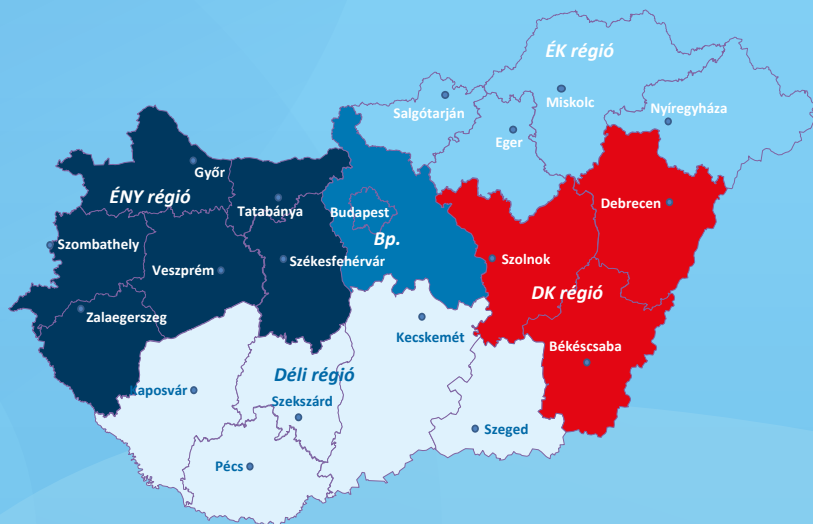 ÉK régió
Miskolc
Salgótarján
Nyíregyháza
Eger
Győr
ÉNY régió
Debrecen
Tatabánya
Budapest
Bp.
Szombathely
Székesfehérvár
Szolnok
Veszprém
DK régió
Zalaegerszeg
Kecskemét
Békéscsaba
Déli régió
Kaposvár
Szekszárd
Szeged
Pécs